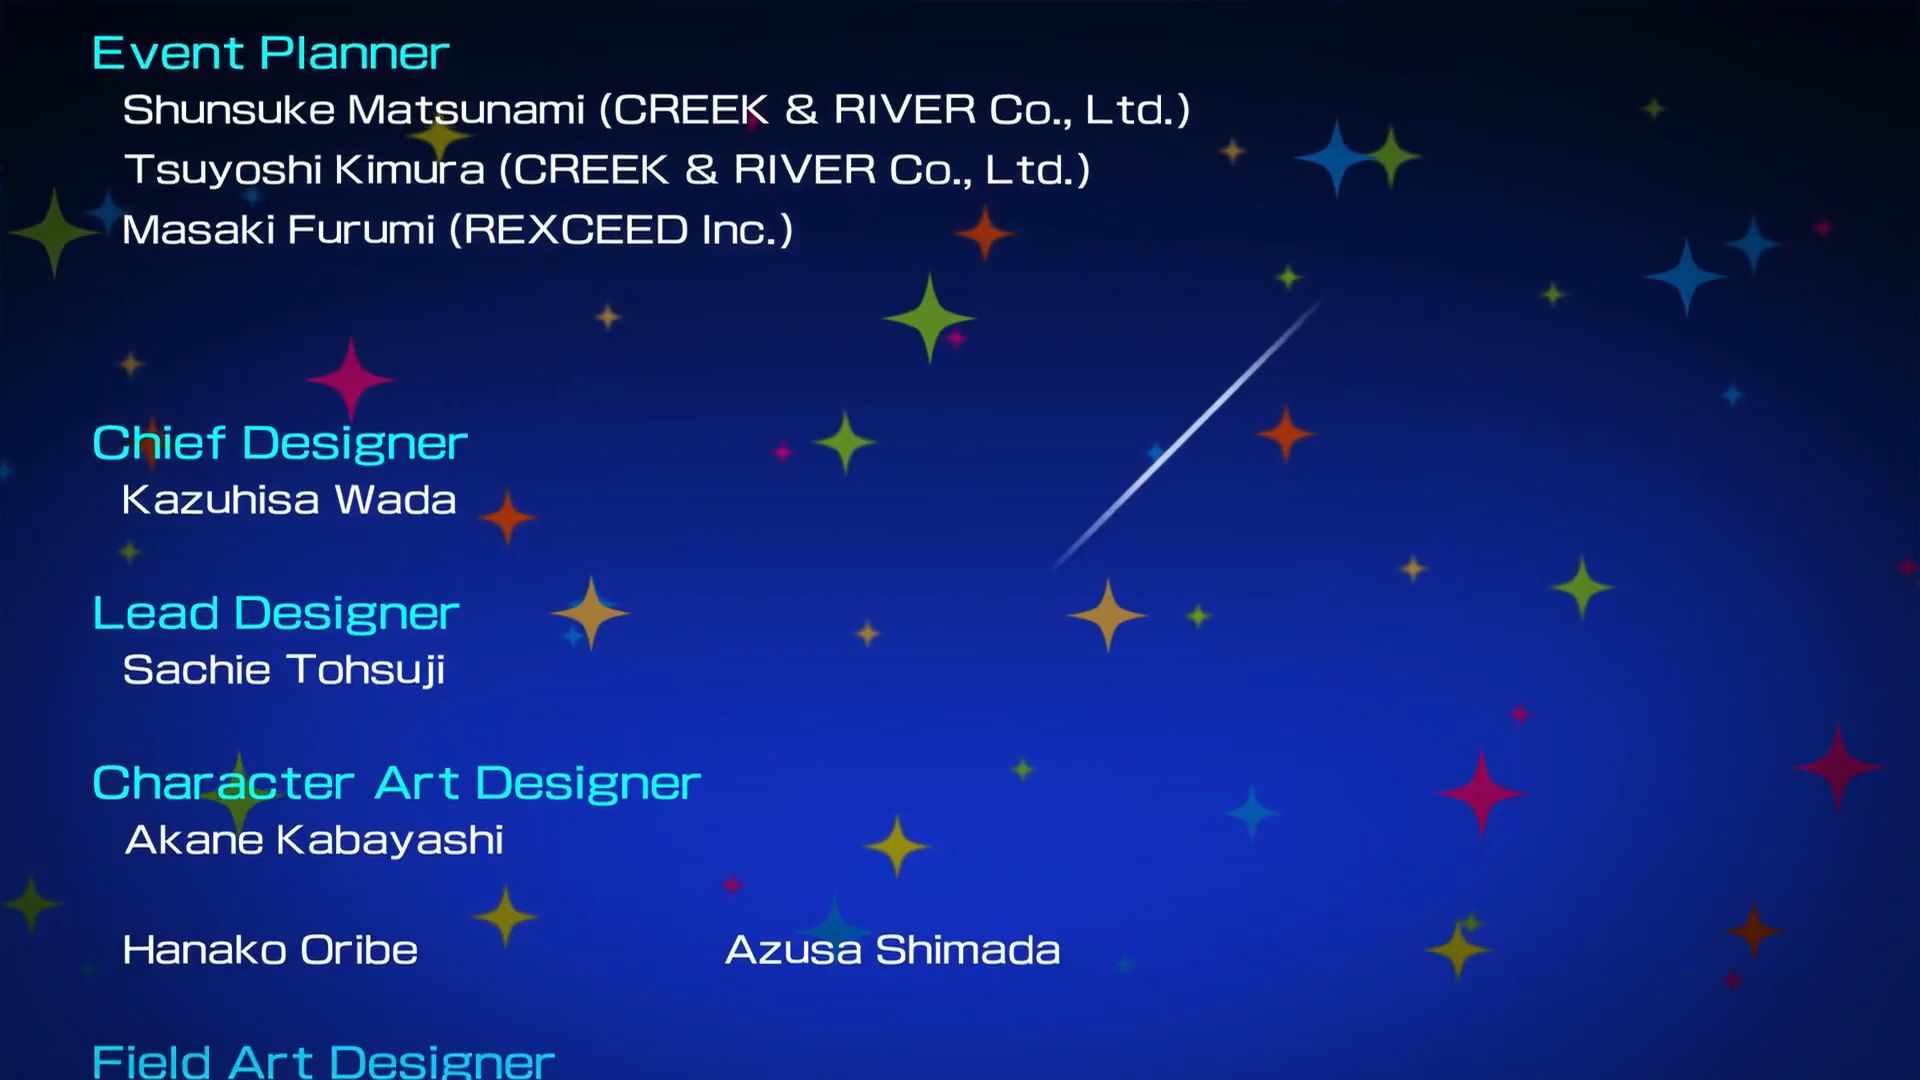 Event Planner
Shunsuke Matsunami (CREEK & RIVER Co., Ltd.)
Tsuyoshi Kimura (CREEK & RIVER Co., Ltd.)
Masaki Furumi (REXCEED Inc.)
Chief Designer
Kazuhisa Wada
Lead Designer
Sachie Tohsuji
Character Art Designer
Akane Kabayashi
Hanako Oribe Azusa Shimada
Field Art Designer